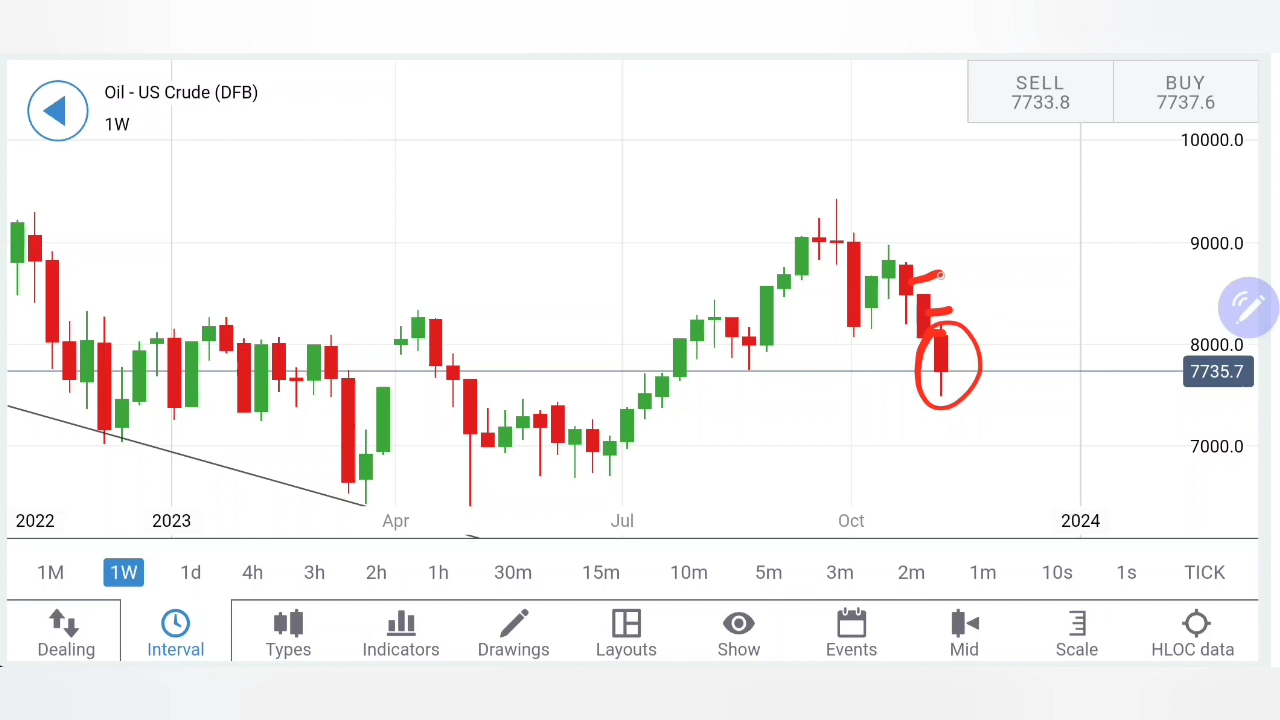 Oil - US Crude (DFB)
1W
SELL
7733.8
BUY
7737.6
10000.0
9000.0
8000.0
7735.7
7000.0
2022 2023 Apr Jul Oct 2024
1M 1W 1d 4h 3h 2h 1h 30m 15m 10m 5m 3m 2m 1m 10s 1s TICK
Dealing Interval Types Indicators Drawings Layouts Show Events Mid Scale HLOC data